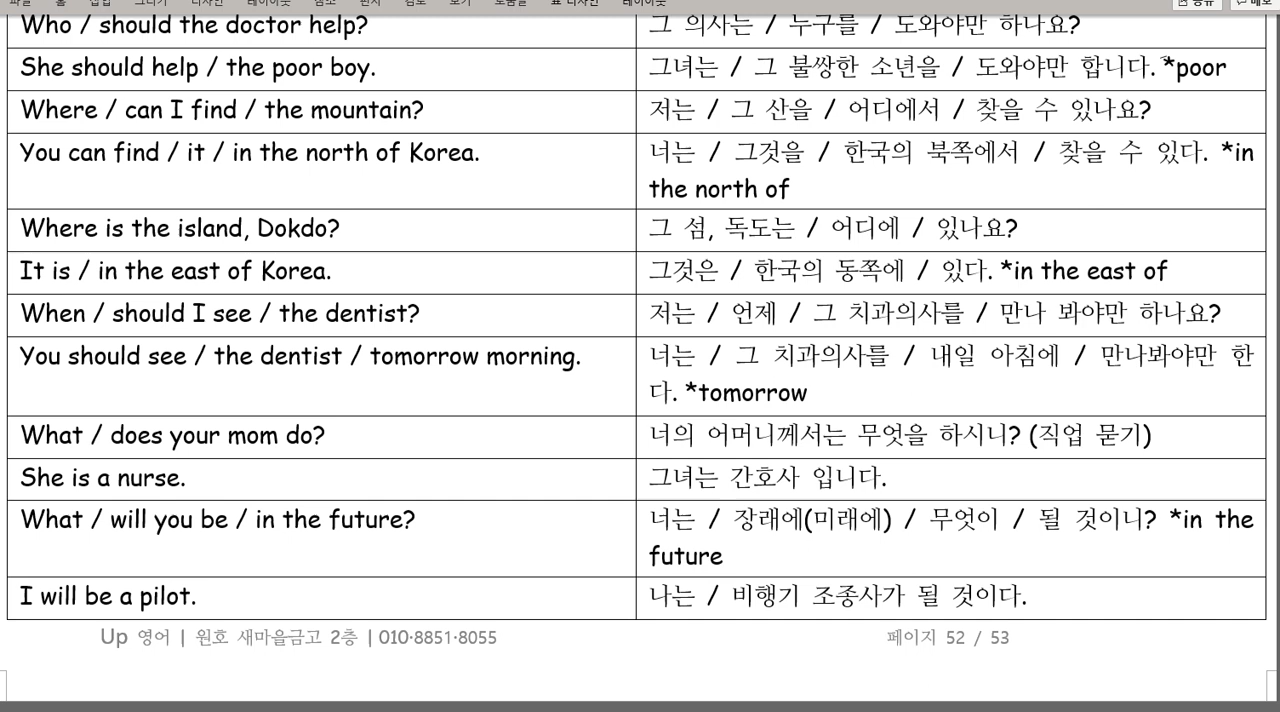 Who / should the doctor help?
그 의사는 / 누구를 / 도와야만 하나요?
She should help / the poor boy.
그녀는 / 그 불쌍한 소년을 / 도와야만 합니다. *poor
Where / can I find / the mountain?
저는 / 그 산을 / 어디에서 / 찾을 수 있나요?
You can find / it / in the north of Korea.
너는 / 그것을 / 한국의 북쪽에서 / 찾을 수 있다. *in
the north of
Where is the island, Dokdo?
그 섬, 독도는 / 어디에 / 있나요?
It is / in the east of Korea.
그것은 / 한국의 동쪽에 / 있다. *in the east of
When / should I see / the dentist?
저는 / 언제 / 그 치과의사를 / 만나 봐야만 하나요?
You should see / the dentist / tomorrow morning.
너는 / 그 치과의사를 / 내일 아침에 / 만나봐야만 한
다. *tomorrow
What / does your mom do?
너의 어머니께서는 무엇을 하시니? (직업 묻기)
She is a nurse.
그녀는 간호사 입니다.
What / will you be / in the future?
너는 / 장래에(미래에) / 무엇이 / 될 것이니? *in the
future
I will be a pilot.
나는 / 비행기 조종사가 될 것이다.
Up 영어 | 원호 새마을금고 2층 | 010·8851·8055
페이지 52 / 53